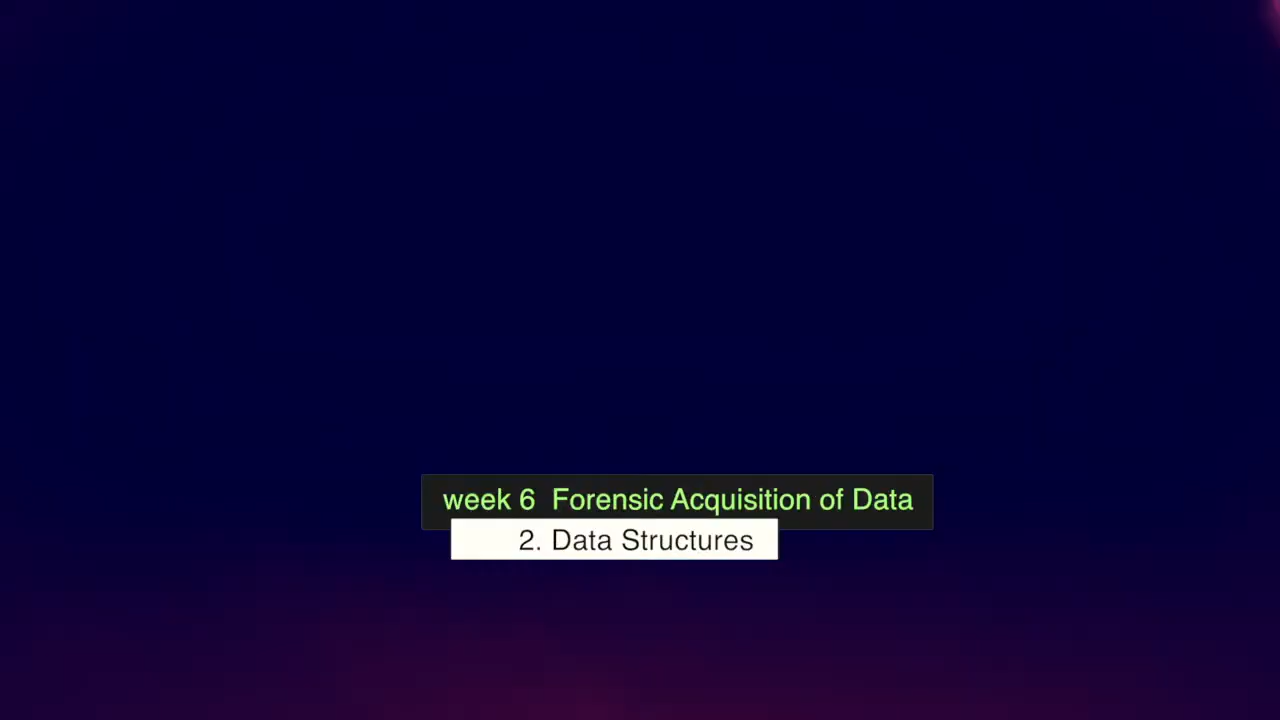 week 6  Forensic Acquisition of Data
2. Data Structures